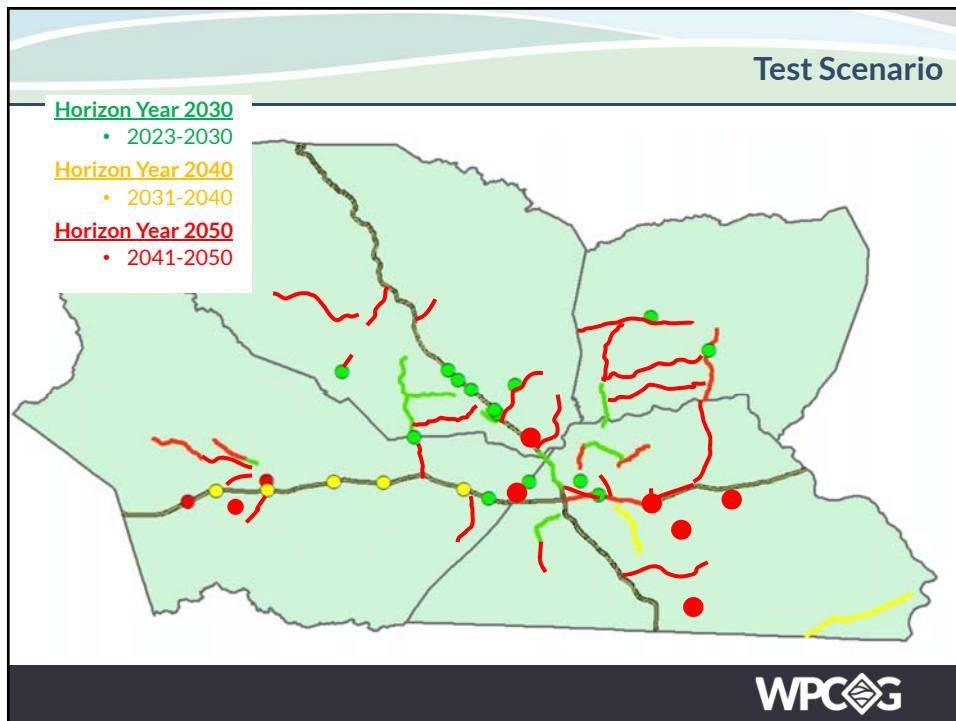 Test Scenario
Horizon Year 2030
• 2023-2030
Horizon Year 2040
• 2031-2040
Horizon Year 2050
• 2041-2050
WPCOG